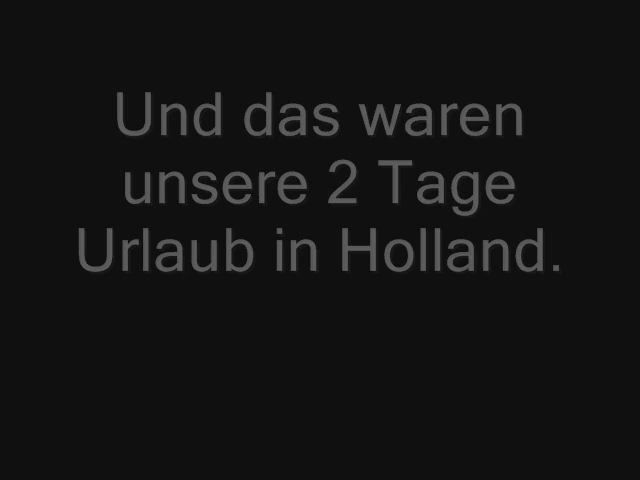 Und das waren
unsere 2 Tage
Urlaub in Holland.